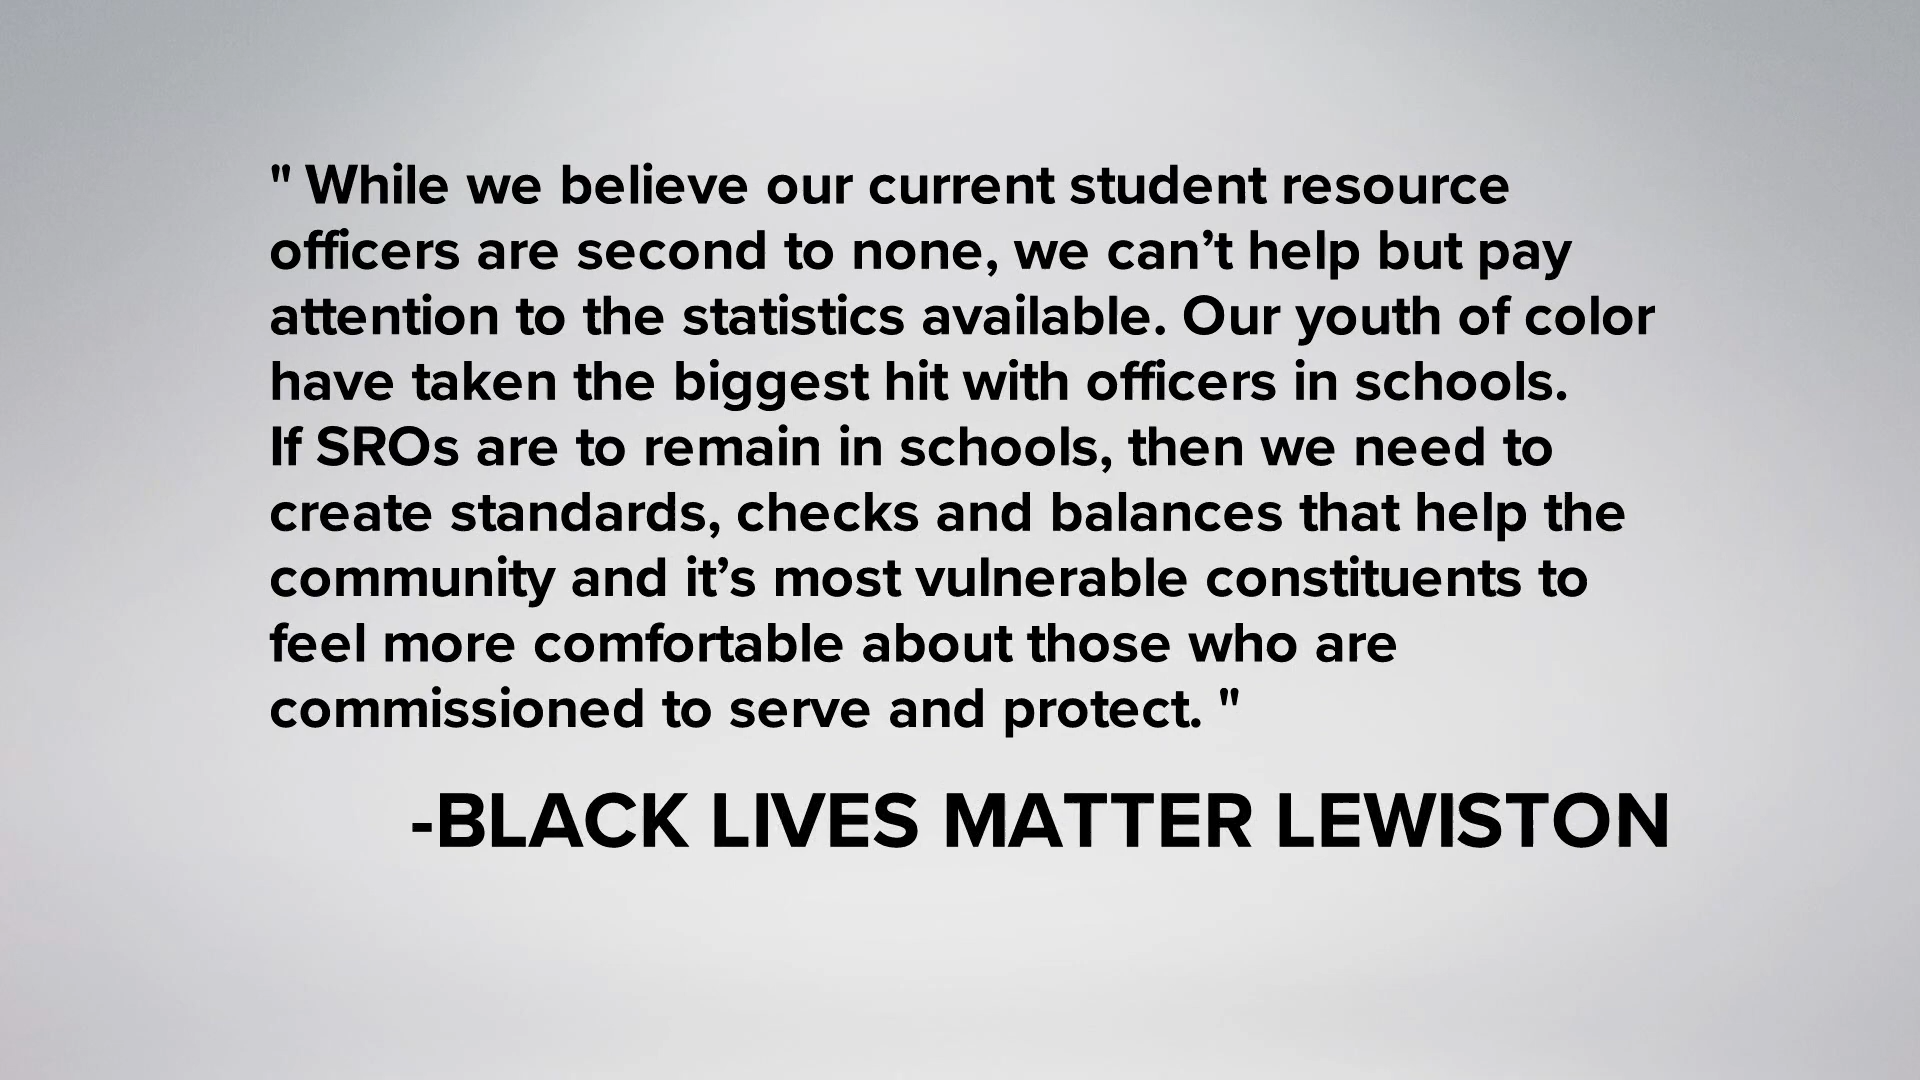 " While we believe our current student resource
officers are second to none, we can’t help but pay
attention to the statistics available. Our youth of color
have taken the biggest hit with officers in schools.
If SROs are to remain in schools, then we need to
create standards, checks and balances that help the
community and it’s most vulnerable constituents to
feel more comfortable about those who are
commissioned to serve and protect. "
-BLACK LIVES MATTER LEWISTON